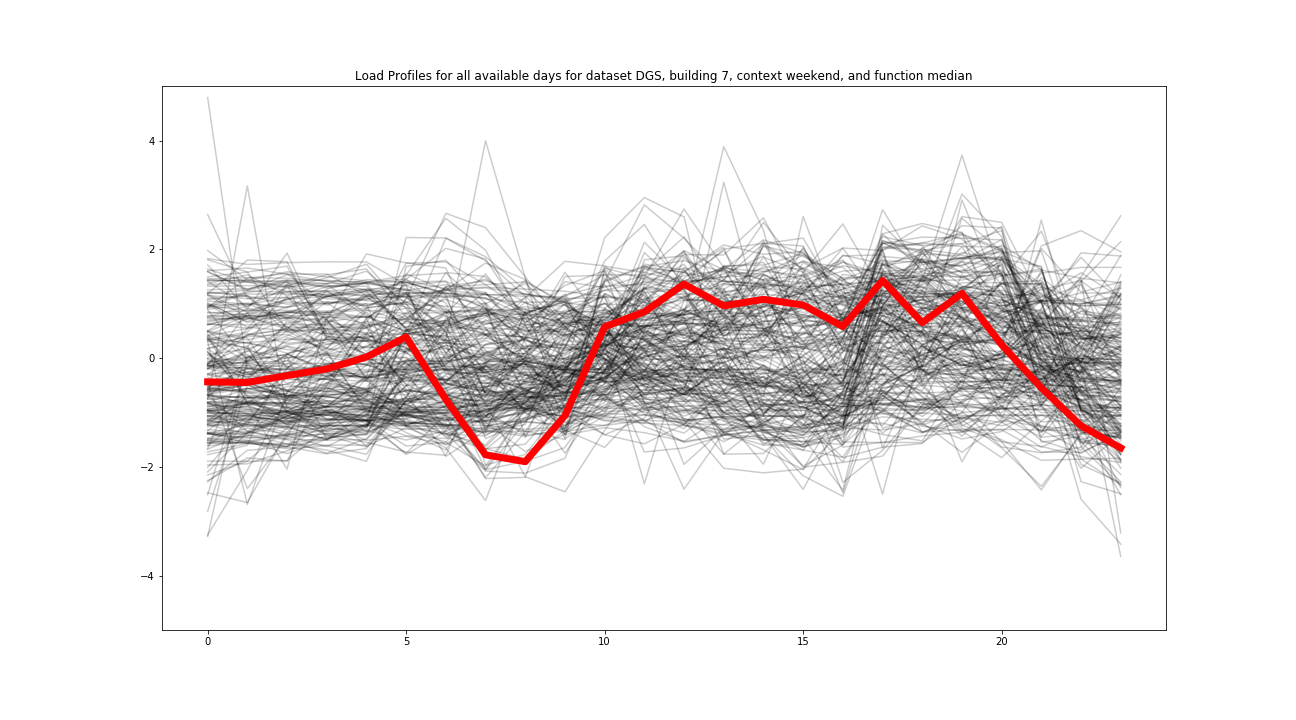 Load Profiles for all available days for dataset DGS, building 7, context weekend, and function median
4
2
0
−2
−4
0 5 10 15 20